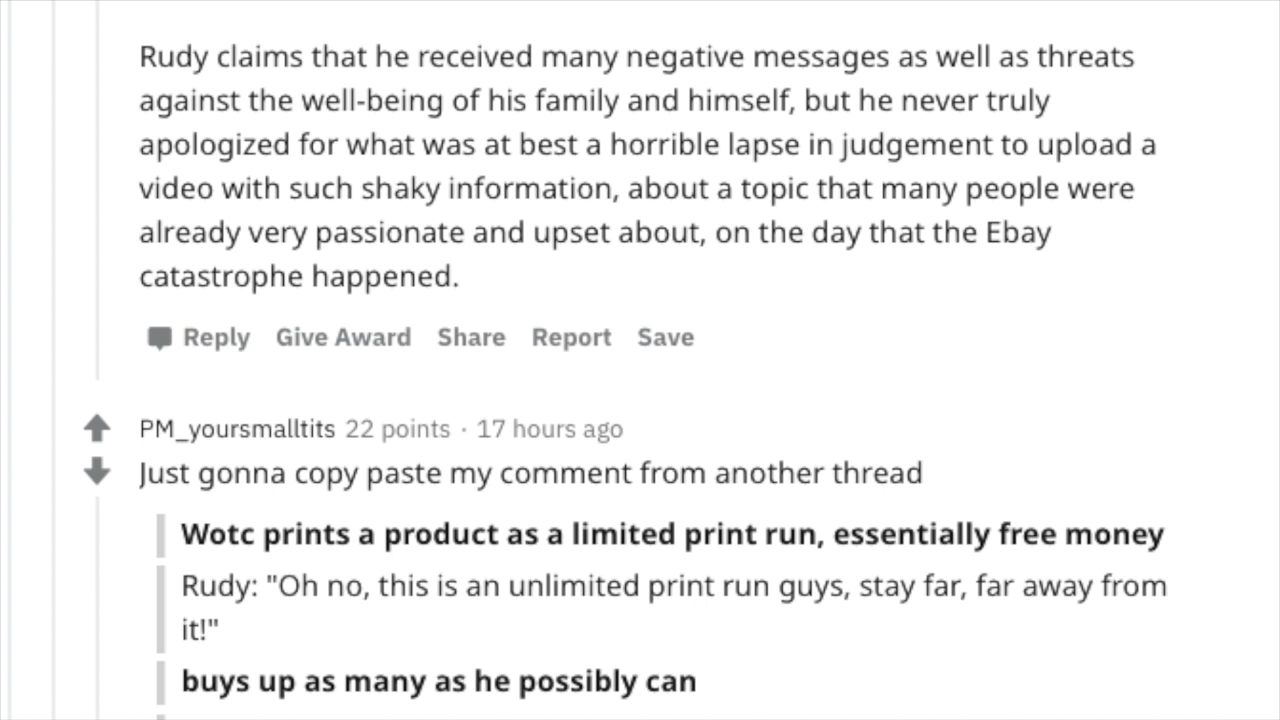 Rudy claims that he received many negative messages as well as threats
against the well-being of his family and himself, but he never truly
apologized for what was at best a horrible lapse in judgement to upload a
video with such shaky information, about a topic that many people were
already very passionate and upset about, on the day that the Ebay
catastrophe happened.
Reply Give Award Share Report Save
PM_yoursmalltits 22 points · 17 hours ago
Just gonna copy paste my comment from another thread
Wotc prints a product as a limited print run, essentially free money
Rudy: "Oh no, this is an unlimited print run guys, stay far, far away from
it!"
buys up as many as he possibly can